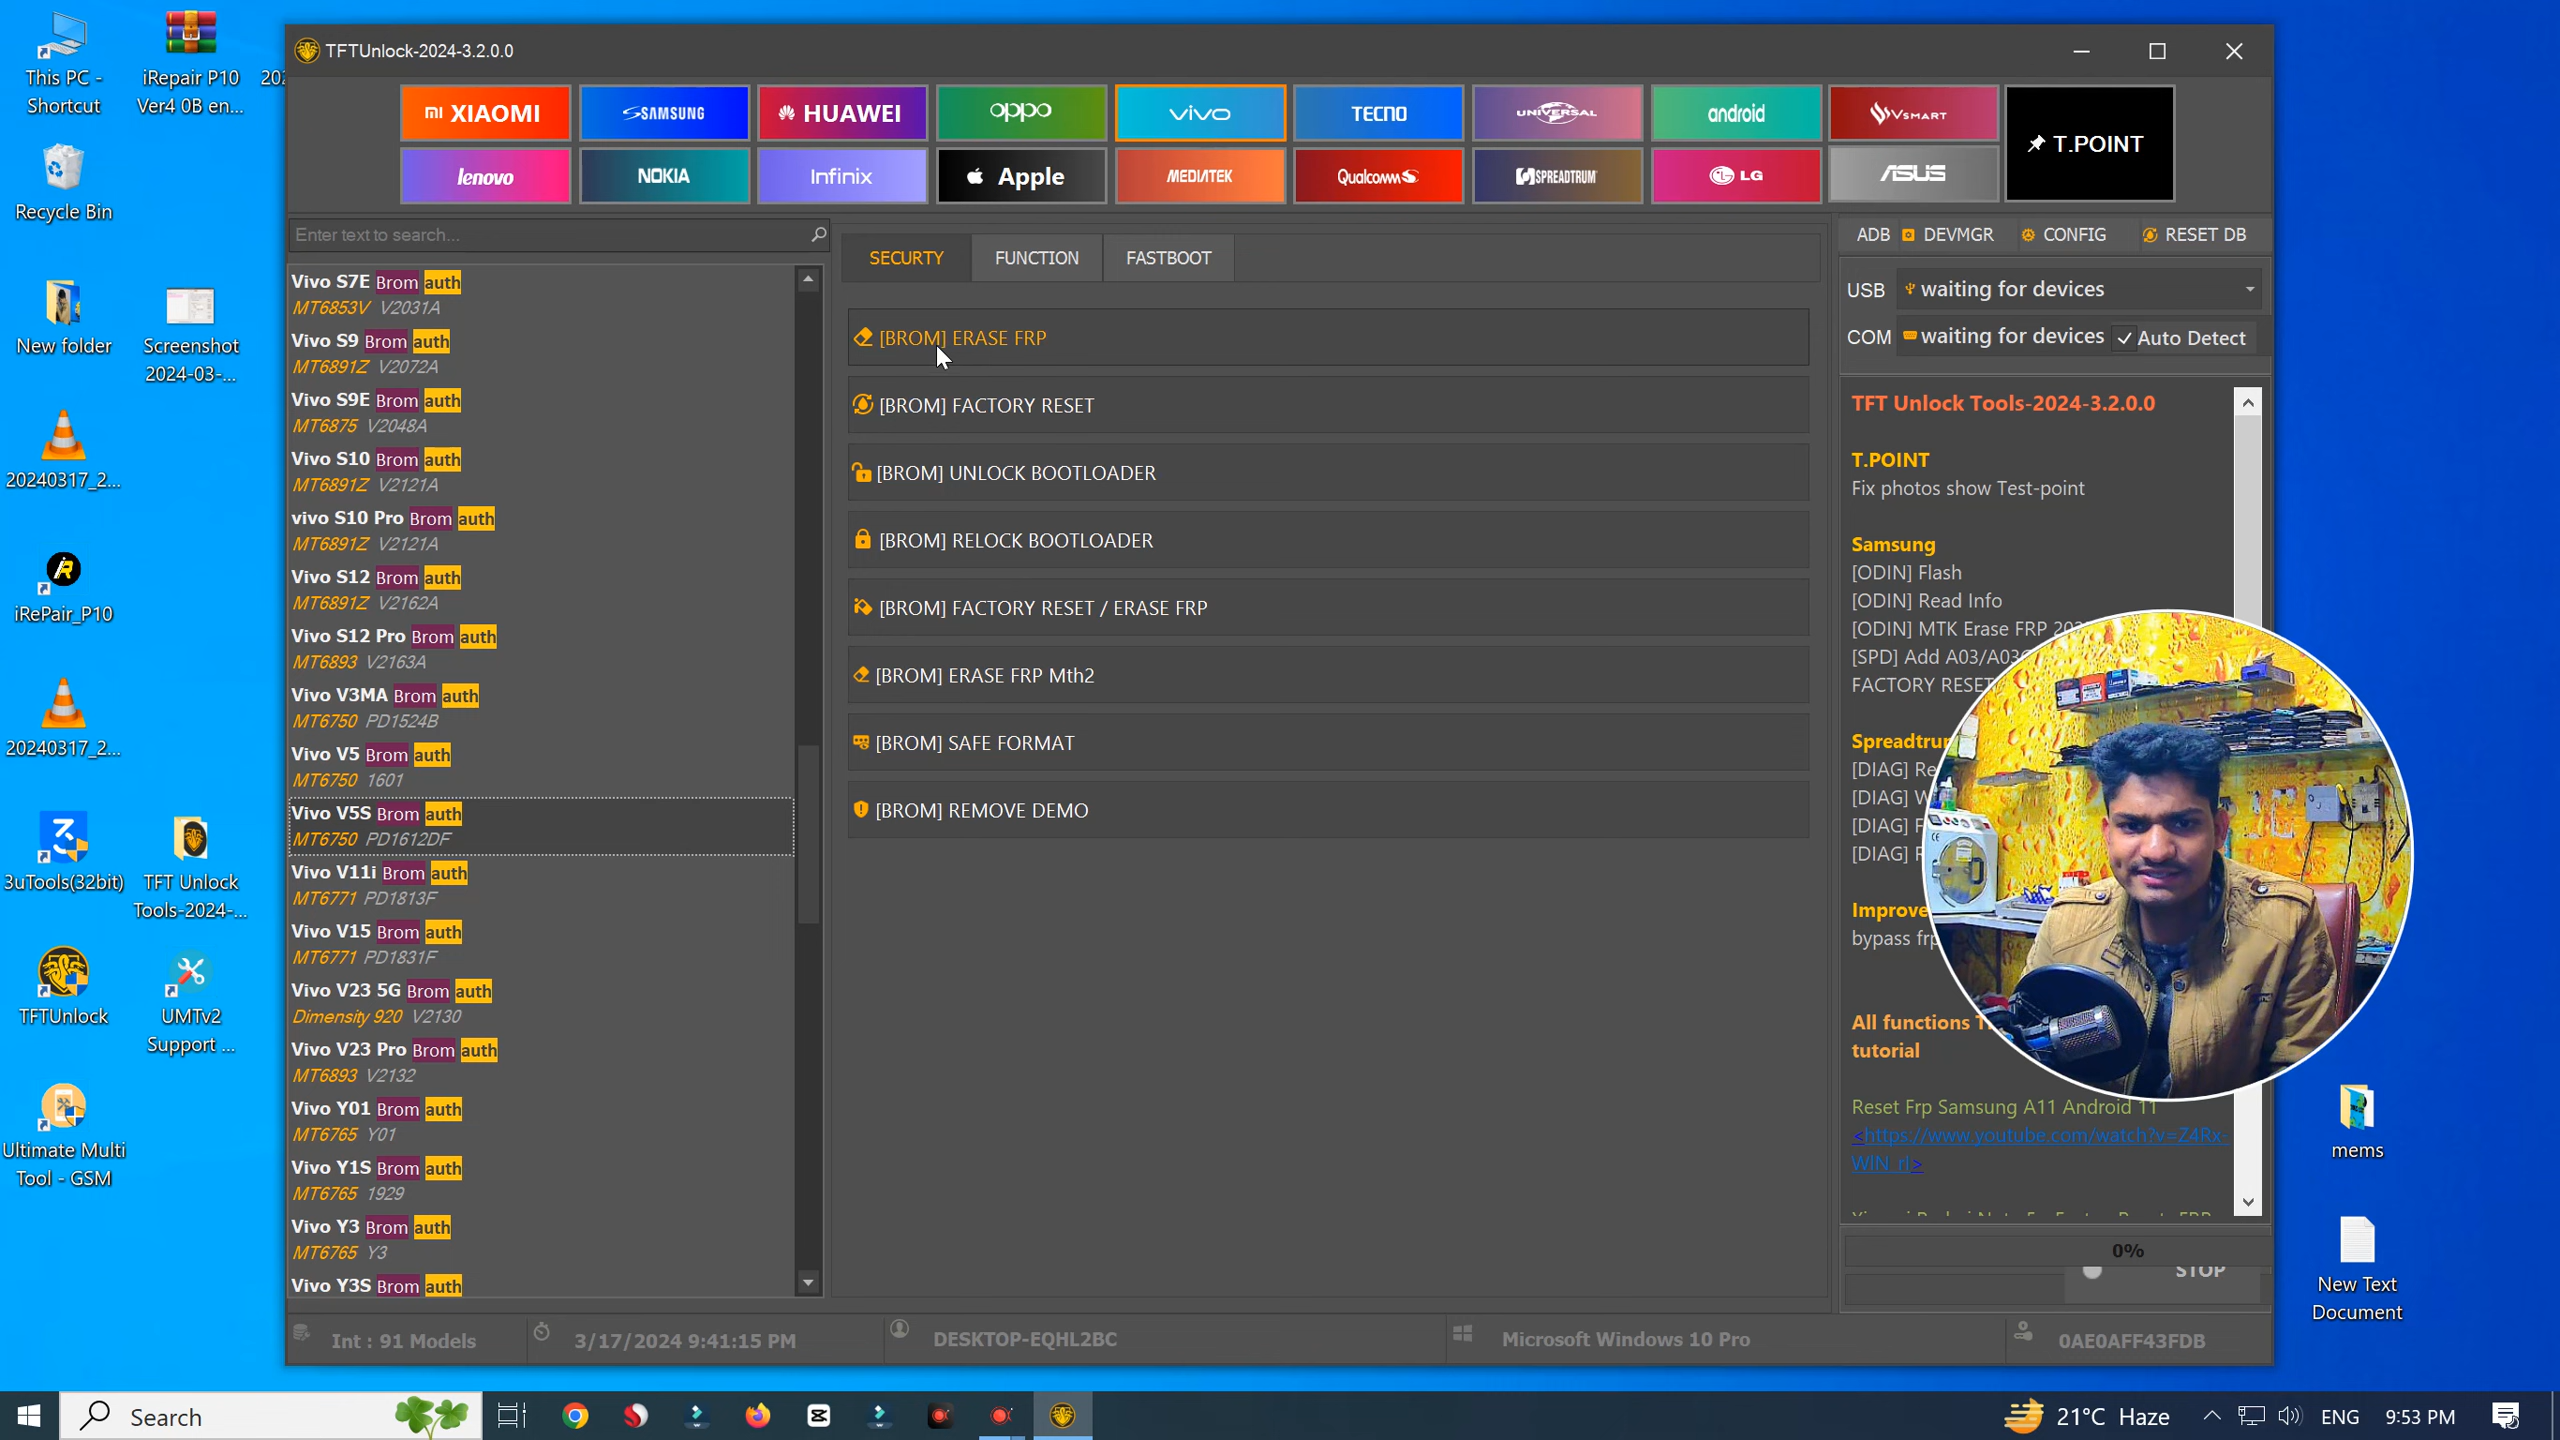 This PC -
Shortcut
iRepair P10
Ver4 0B en...
Recycle Bin
New folder
Screenshot
2024-03-...
20240317_2...
iRePair_P10
20240317_2...
3uTools(32bit)
TFT Unlock
Tools-2024-...
TFTUnlock
UMTv2
Support ...
Ultimate Multi
Tool - GSM
TFTUnlock-2024-3.2.0.0
mi XIAOMI
SAMSUNG
HUAWEI
oppo
vivo
TECNO
UNIVERSAL
android
VSMART
T.POINT
lenovo
NOKIA
Infinix
Apple
MEDIATEK
Qualcomm
SPREADTRUM
LG
ASUS
Enter text to search...
Vivo S7E Brom auth
MT6853V V2031A
Vivo S9 Brom auth
MT6891Z V2072A
Vivo S9E Brom auth
MT6875 V2048A
Vivo S10 Brom auth
MT6891Z V2121A
vivo S10 Pro Brom auth
MT6891Z V2121A
Vivo S12 Brom auth
MT6891Z V2162A
Vivo S12 Pro Brom auth
MT6893 V2163A
Vivo V3MA Brom auth
MT6750 PD1524B
Vivo V5 Brom auth
MT6750 1601
Vivo V5S Brom auth
MT6750 PD1612DF
Vivo V11i Brom auth
MT6771 PD1813F
Vivo V15 Brom auth
MT6771 PD1831F
Vivo V23 5G Brom auth
Dimensity 920 V2130
Vivo V23 Pro Brom auth
MT6893 V2132
Vivo Y01 Brom auth
MT6765 Y01
Vivo Y1S Brom auth
MT6765 1929
Vivo Y3 Brom auth
MT6765 Y3
Vivo Y3S Brom auth
SECURTY FUNCTION FASTBOOT
[BROM] ERASE FRP
[BROM] FACTORY RESET
[BROM] UNLOCK BOOTLOADER
[BROM] RELOCK BOOTLOADER
[BROM] FACTORY RESET / ERASE FRP
[BROM] ERASE FRP Mth2
[BROM] SAFE FORMAT
[BROM] REMOVE DEMO
ADB DEVMGR CONFIG RESET DB
USB waiting for devices
COM waiting for devices Auto Detect
TFT Unlock Tools-2024-3.2.0.0
T.POINT
Fix photos show Test-point
Samsung
[ODIN] Flash
[ODIN] Read Info
[ODIN] MTK Erase FRP
[SPD] Add
FACTORY RESET
[DIAG]
[DIAG]
[DIAG]
[DIAG]
bypass
All functions
tutorial
Reset Frp Samsung A11 Android 11
<https://www.youtube.com/watch?v=Z4Rx-
0%
STOP
Int : 91 Models
3/17/2024 9:41:15 PM
DESKTOP-EQHL2BC
Microsoft Windows 10 Pro
0AE0AFF43FDB
mems
New Text
Document
Search
21°C Haze
ENG
9:53 PM